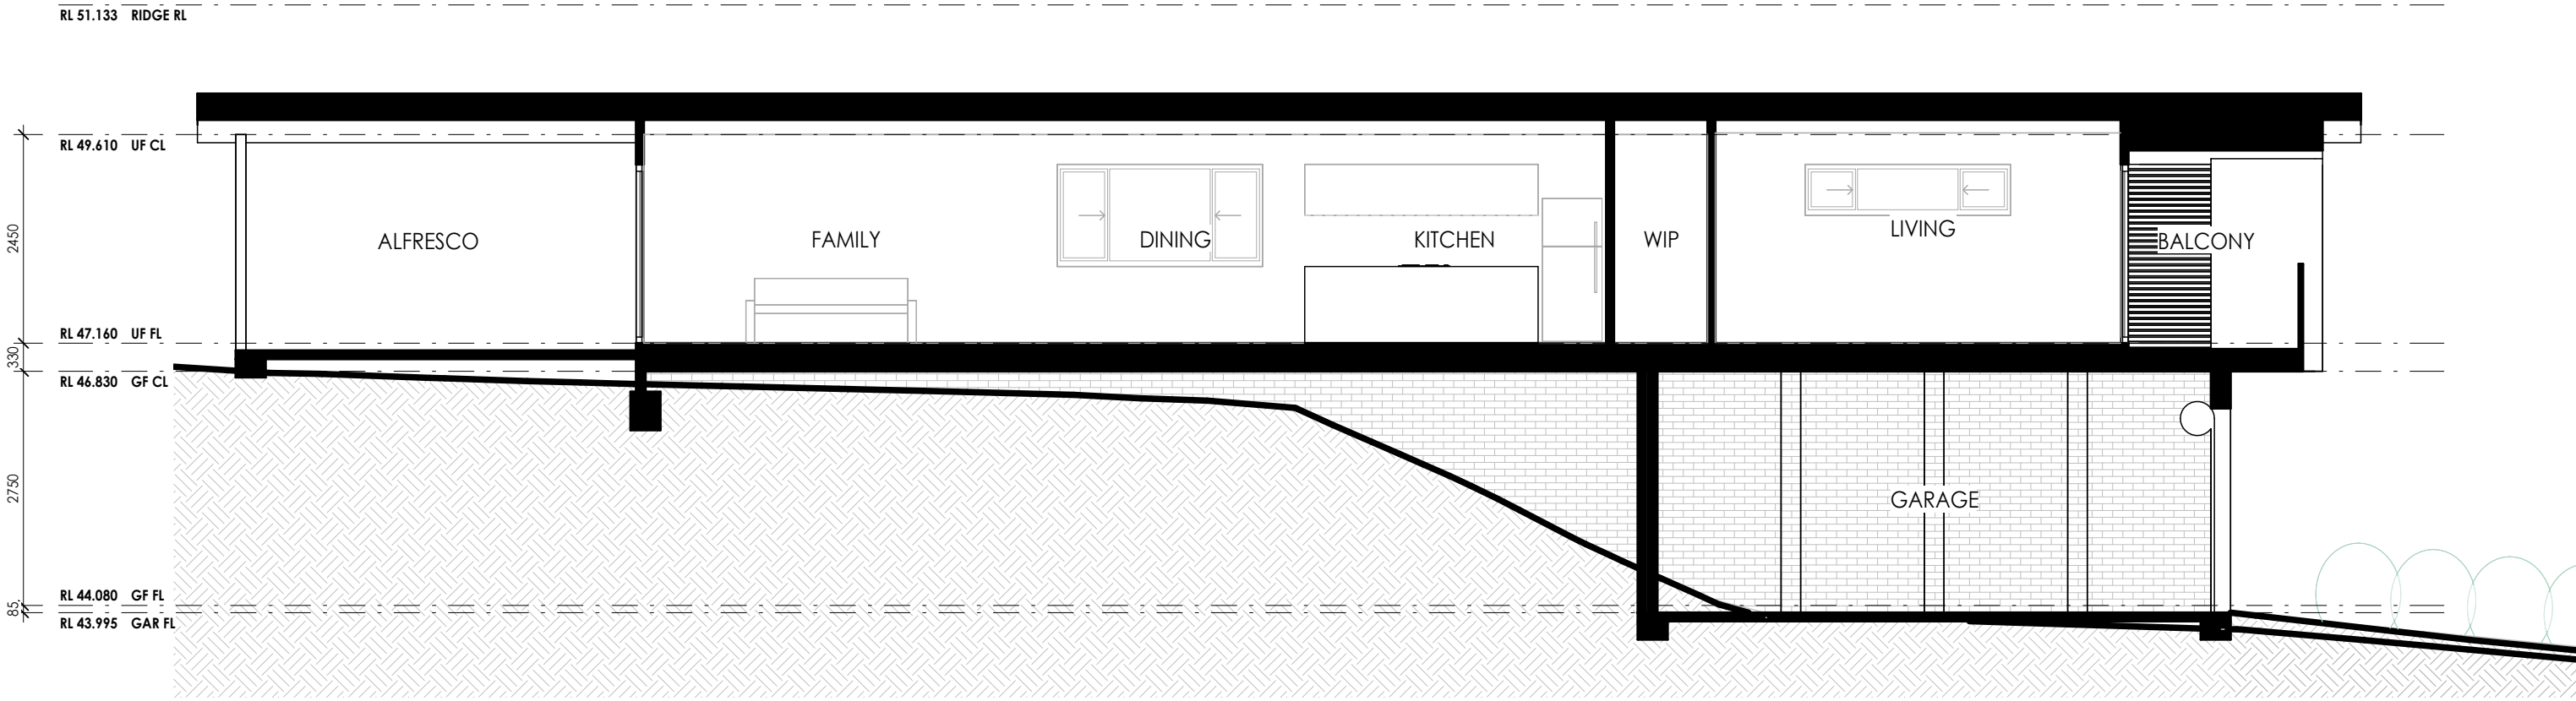 RL 51.133 RIDGE RL
RL 49.610 UF CL
2450
ALFRESCO
FAMILY
DINING
KITCHEN
WIP
LIVING
BALCONY
RL 47.160 UF FL
330
RL 46.830 GF CL
2750
GARAGE
RL 44.080 GF FL
85
RL 43.995 GAR FL